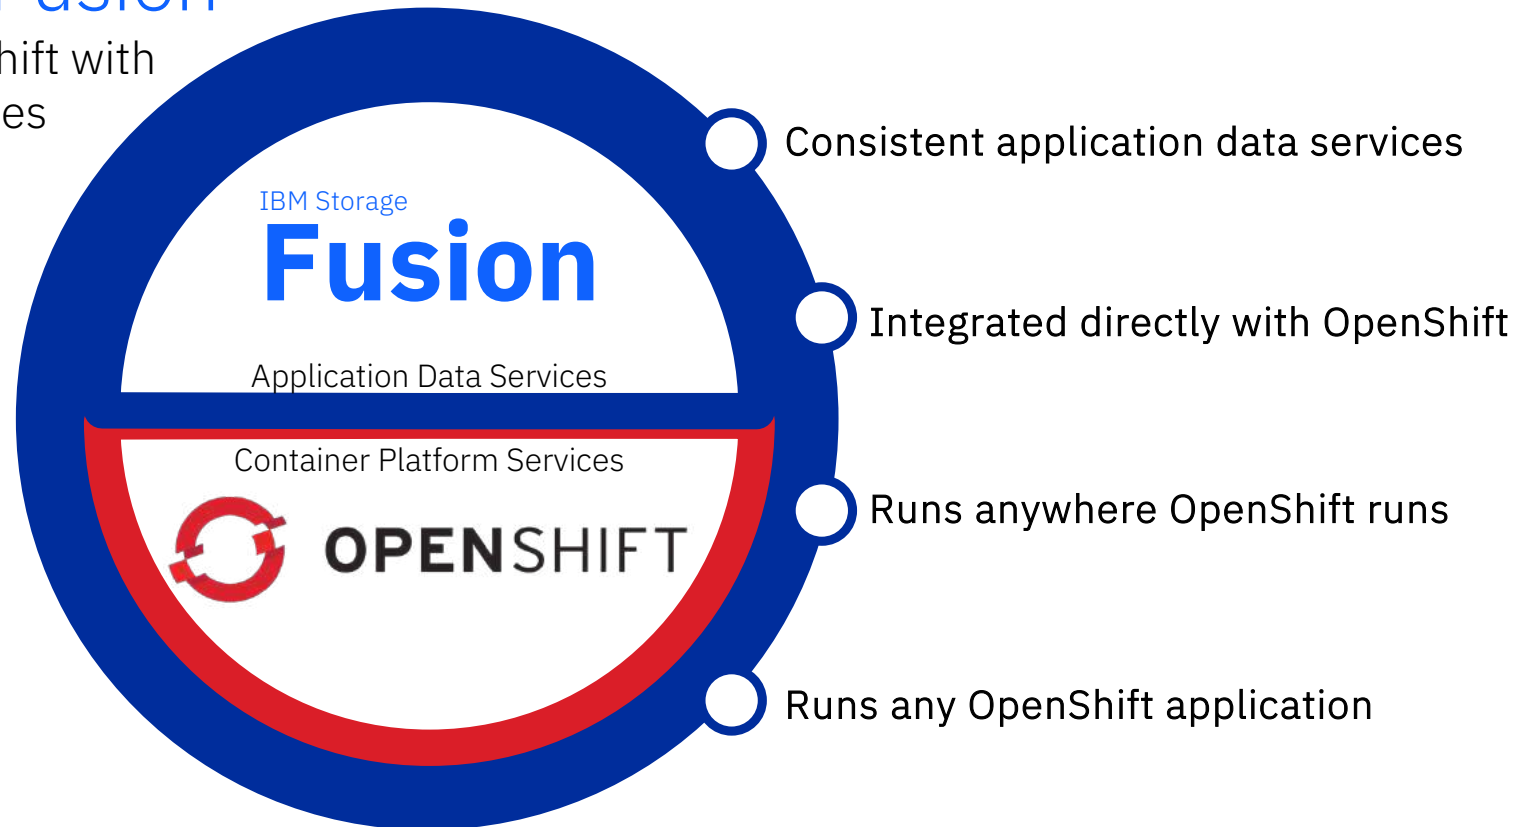 Fusion
hift with
es
Consistent application data services
IBM Storage
Fusion
Integrated directly with OpenShift
Application Data Services
Container Platform Services
Runs anywhere OpenShift runs
OPENSHIFT
Runs any OpenShift application